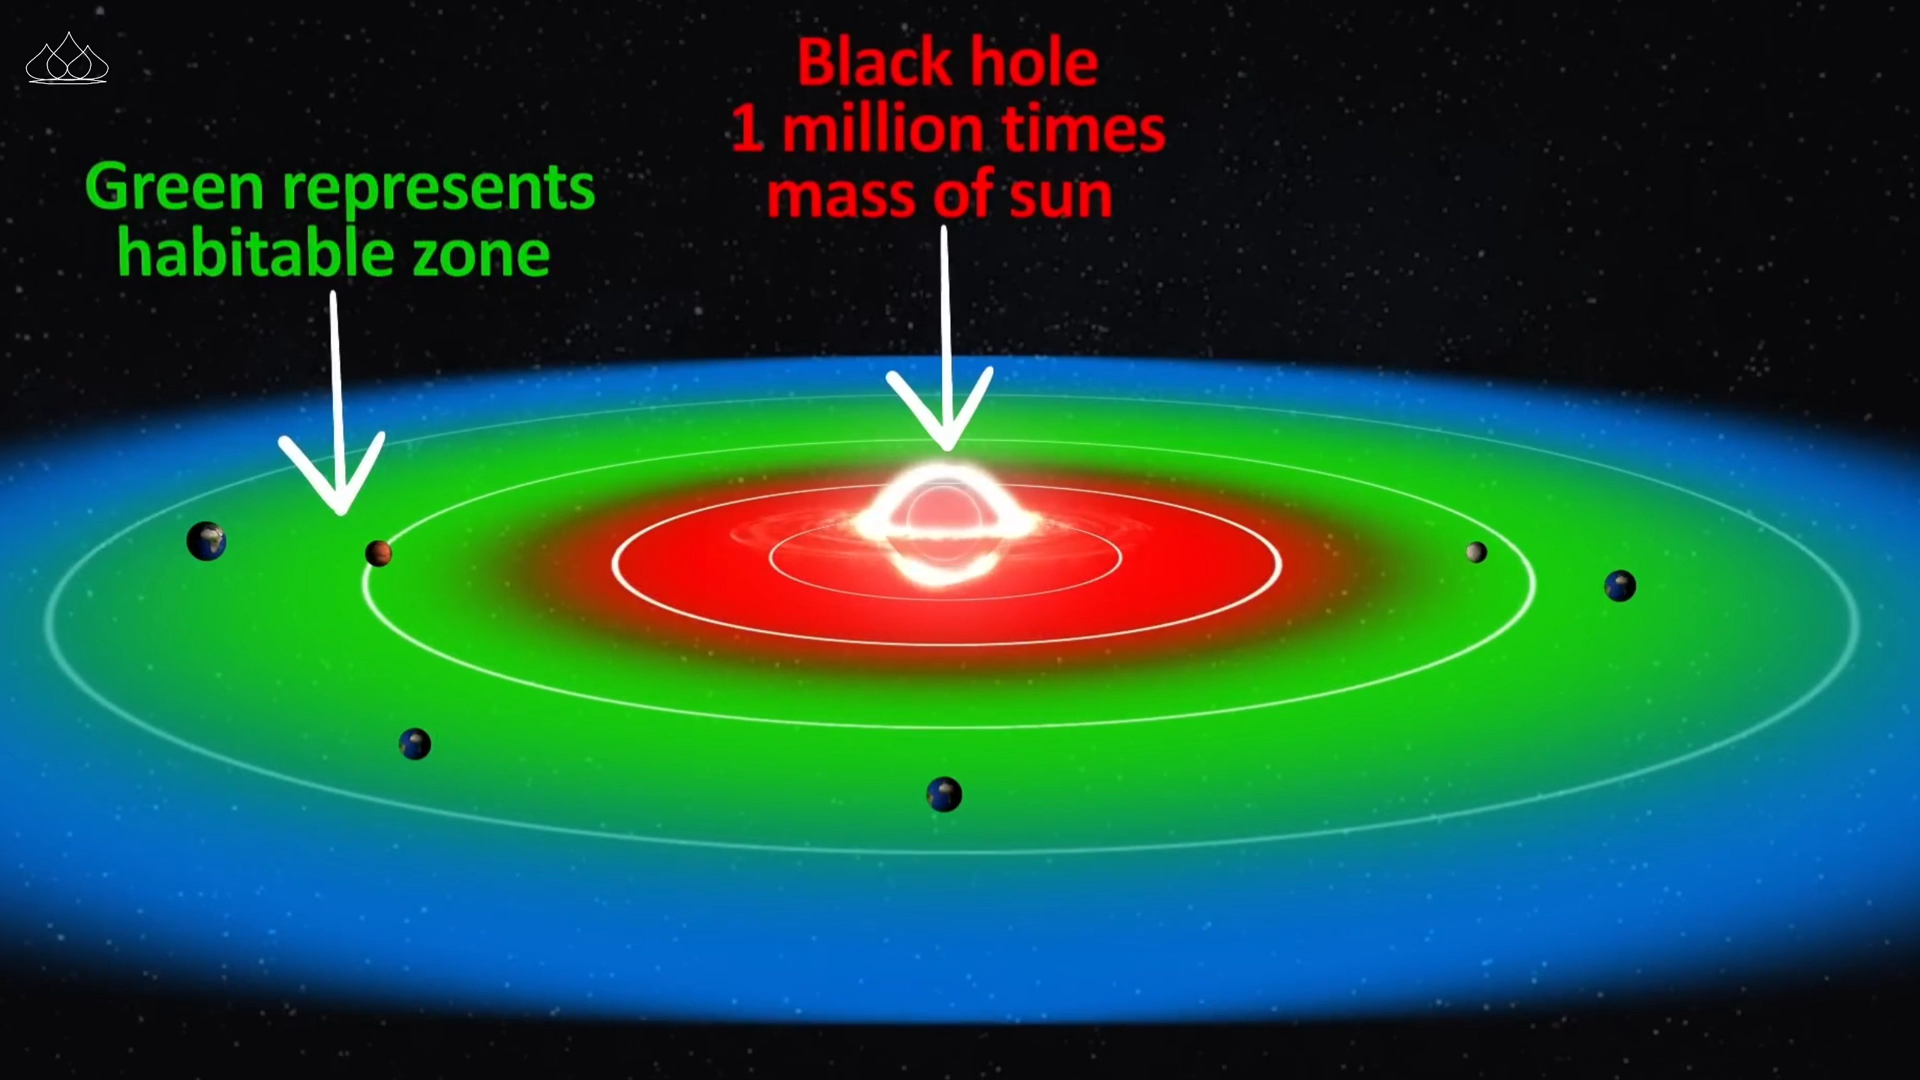 Black hole
1 million times
mass of sun
Green represents
habitable zone